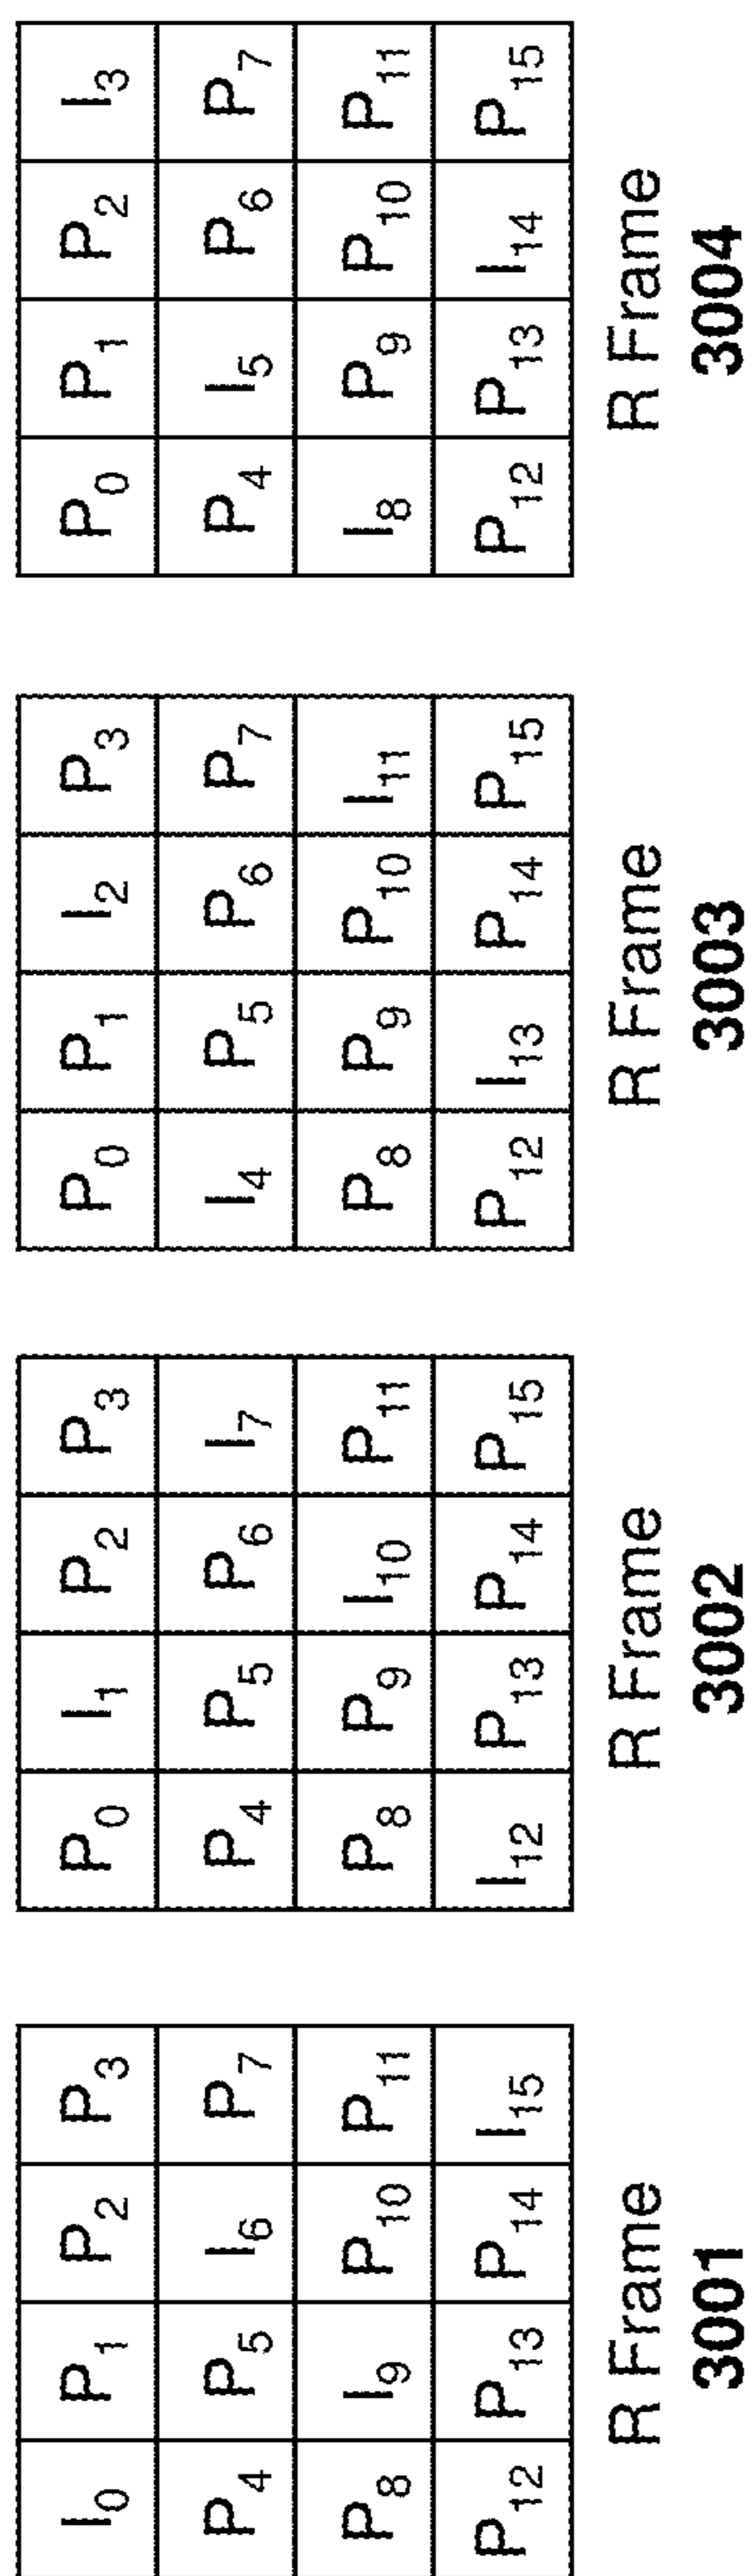 I0 P1 P2 P3
P4 P5 I6 P7
P8 I9 P10 P11
P12 P13 P14 I15
R Frame
3001
P0 I1 P2 P3
P4 P5 P6 I7
P8 P9 I10 P11
I12 P13 P14 P15
R Frame
3002
P0 P1 I2 P3
I4 P5 P6 P7
P8 P9 P10 I11
P12 I13 P14 P15
R Frame
3003
P0 P1 P2 I3
P4 I5 P6 P7
I8 P9 P10 P11
P12 P13 I14 P15
R Frame
3004